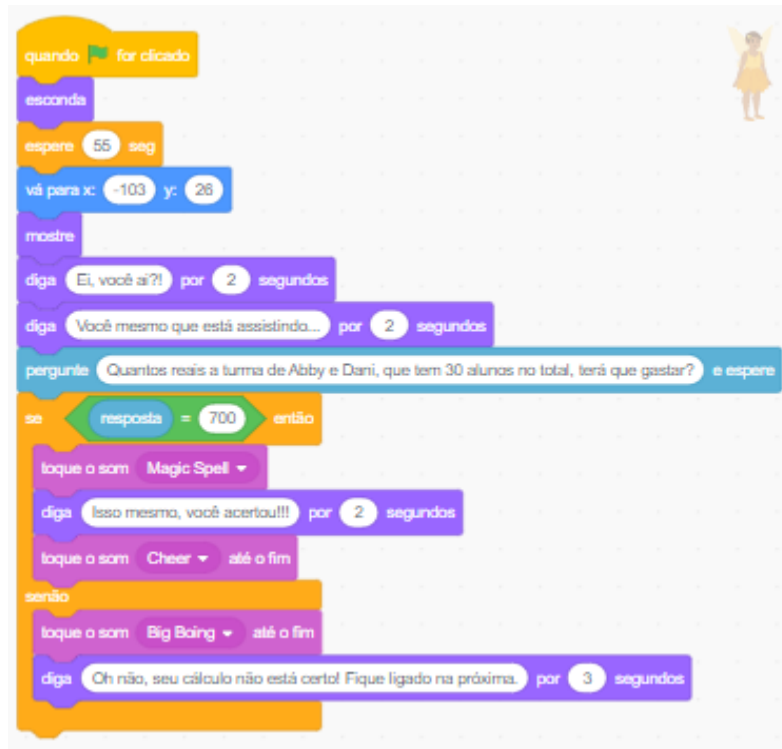 quando for clicado
esconda
espere 55 seg
vá para x: -103 y: 26
mostre
diga Ei, você ai?! por 2 segundos
diga Você mesmo que está assistindo... por 2 segundos
pergunte Quantos reais a turma de Abby e Dani, que tem 30 alunos no total, terá que gastar? e espere
se resposta = 700 então
toque o som Magic Spell
diga Isso mesmo, você acertou!!! por 2 segundos
toque o som Cheer até o fim
senão
toque o som Big Boing até o fim
diga Oh não, seu cálculo não está certo! Fique ligado na próxima. por 3 segundos